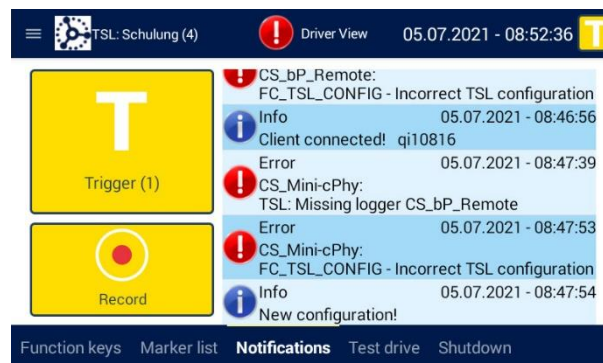 TSL: Schulung (4)
Driver View
05.07.2021 - 08:52:36
T
T
Trigger (1)
Record
CS_bP_Remote:
FC_TSL_CONFIG - Incorrect TSL configuration
Info 05.07.2021 - 08:46:56
Client connected! qi10816
Error 05.07.2021 - 08:47:39
CS_Mini-cPhy:
TSL: Missing logger CS_bP_Remote
Error 05.07.2021 - 08:47:53
CS_Mini-cPhy:
FC_TSL_CONFIG - Incorrect TSL configuration
Info 05.07.2021 - 08:47:54
New configuration!
Function keys Marker list Notifications Test drive Shutdown